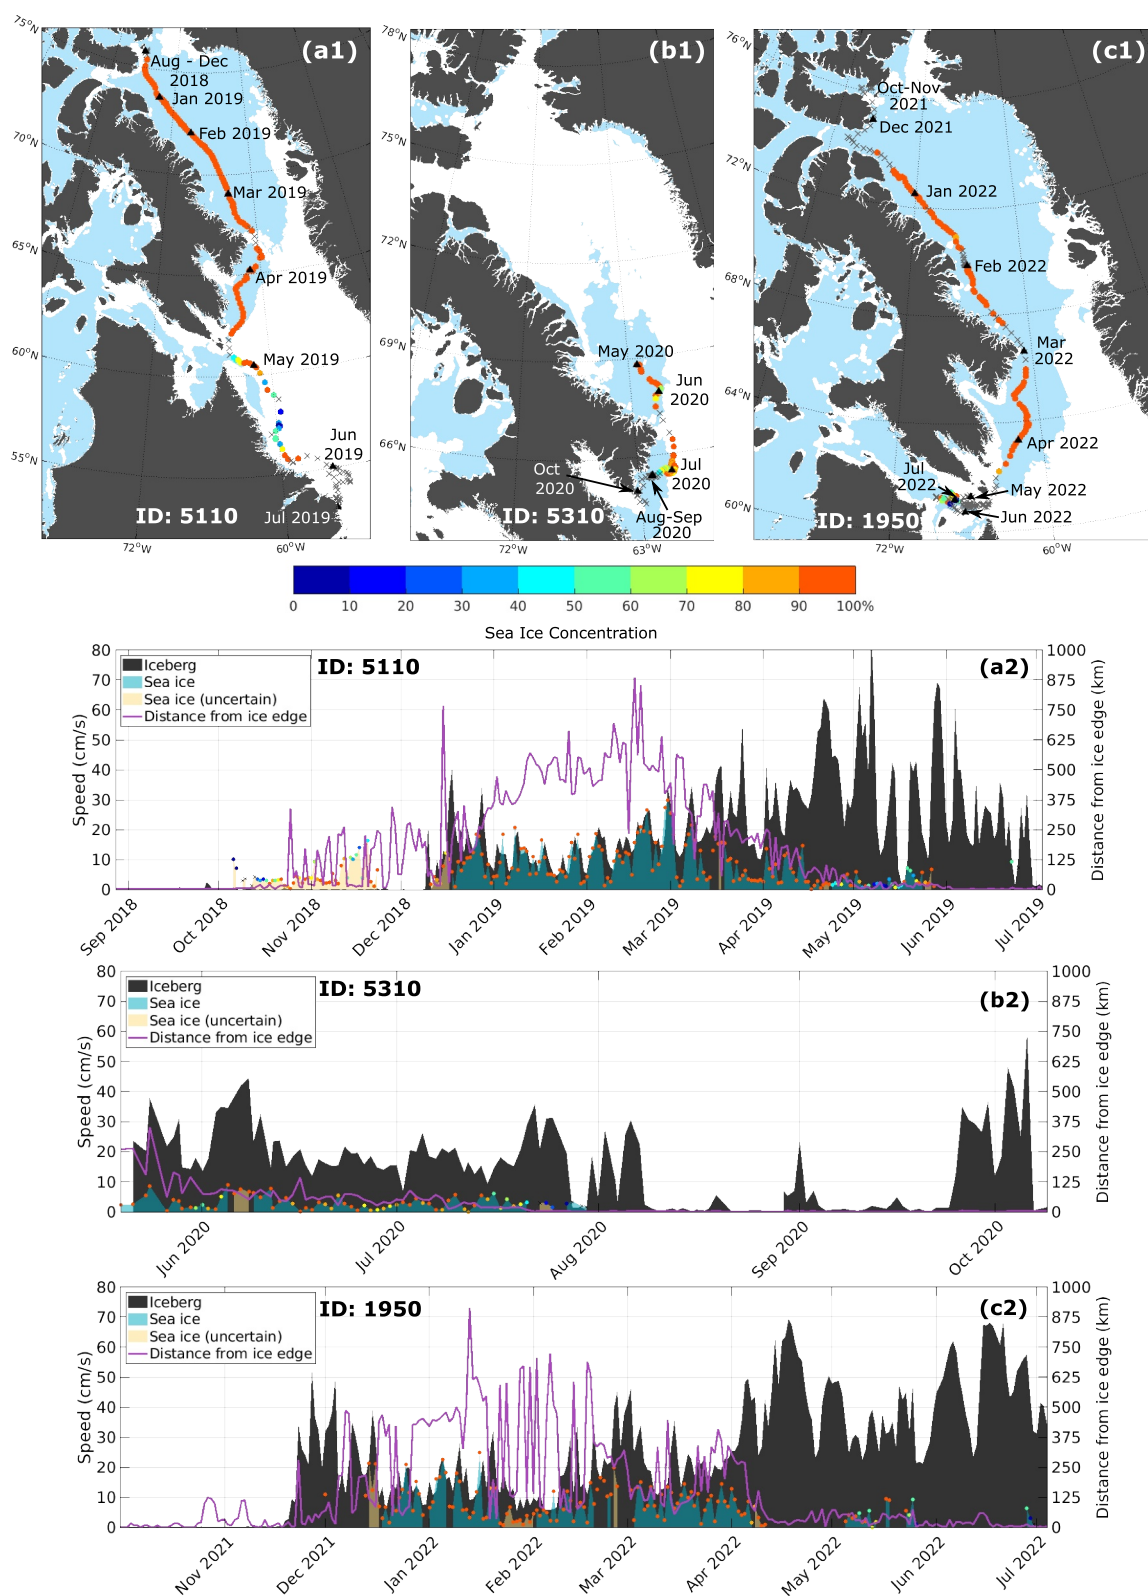 75°N
70°N
65°N
60°N
55°N
72°W
60°W
(a1)
Aug - Dec
2018
Jan 2019
Feb 2019
Mar 2019
Apr 2019
May 2019
Jun
2019
Jul 2019
ID: 5110
78°N
75°N
72°N
69°N
66°N
72°W
63°W
(b1)
May 2020
Jun
2020
Jul
2020
Oct
2020
Aug-Sep
2020
ID: 5310
76°N
72°N
68°N
64°N
60°N
72°W
60°W
(c1)
Oct-Nov
2021
Dec 2021
Jan 2022
Feb 2022
Mar
2022
Apr 2022
Jul
2022
May 2022
Jun 2022
ID: 1950
0 10 20 30 40 50 60 70 80 90 100%
Sea Ice Concentration
Iceberg
Sea ice
Sea ice (uncertain)
Distance from ice edge
ID: 5110
(a2)
Speed (cm/s)
80
70
60
50
40
30
20
10
0
1000
875
750
625
500
375
250
125
0
Distance from ice edge (km)
Sep 2018
Oct 2018
Nov 2018
Dec 2018
Jan 2019
Feb 2019
Mar 2019
Apr 2019
May 2019
Jun 2019
Jul 2019
Iceberg
Sea ice
Sea ice (uncertain)
Distance from ice edge
ID: 5310
(b2)
Speed (cm/s)
80
70
60
50
40
30
20
10
0
1000
875
750
625
500
375
250
125
0
Distance from ice edge (km)
Jun 2020
Jul 2020
Aug 2020
Sep 2020
Oct 2020
Iceberg
Sea ice
Sea ice (uncertain)
Distance from ice edge
ID: 1950
(c2)
Speed (cm/s)
80
70
60
50
40
30
20
10
0
1000
875
750
625
500
375
250
125
0
Distance from ice edge (km)
Nov 2021
Dec 2021
Jan 2022
Feb 2022
Mar 2022
Apr 2022
May 2022
Jun 2022
Jul 2022